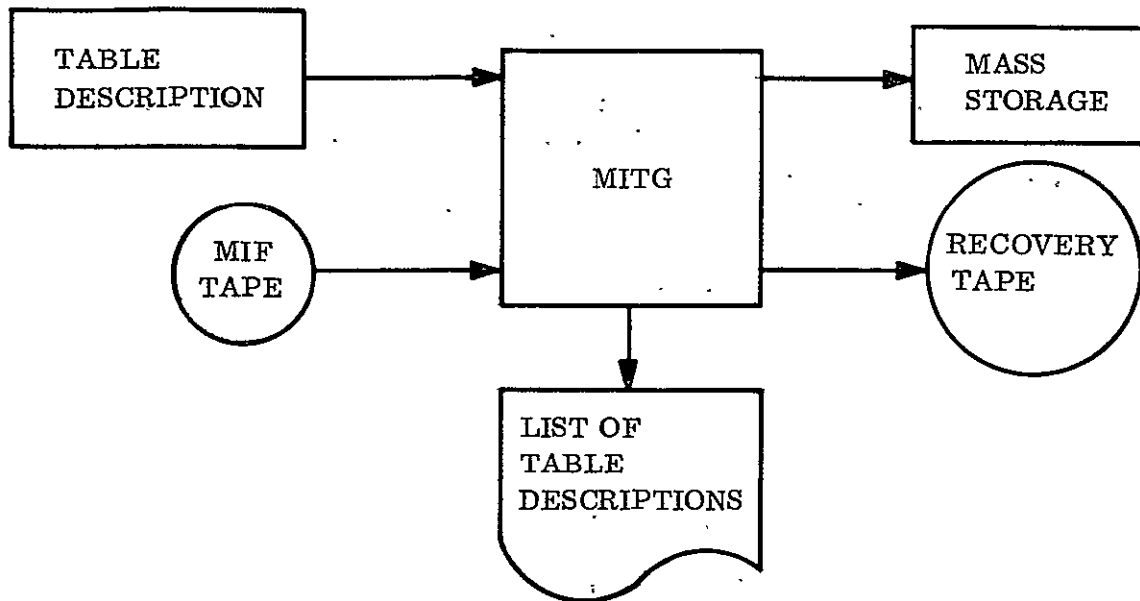 TABLE
DESCRIPTION
MASS
STORAGE
MITG
MIF
TAPE
RECOVERY
TAPE
LIST OF
TABLE
DESCRIPTIONS